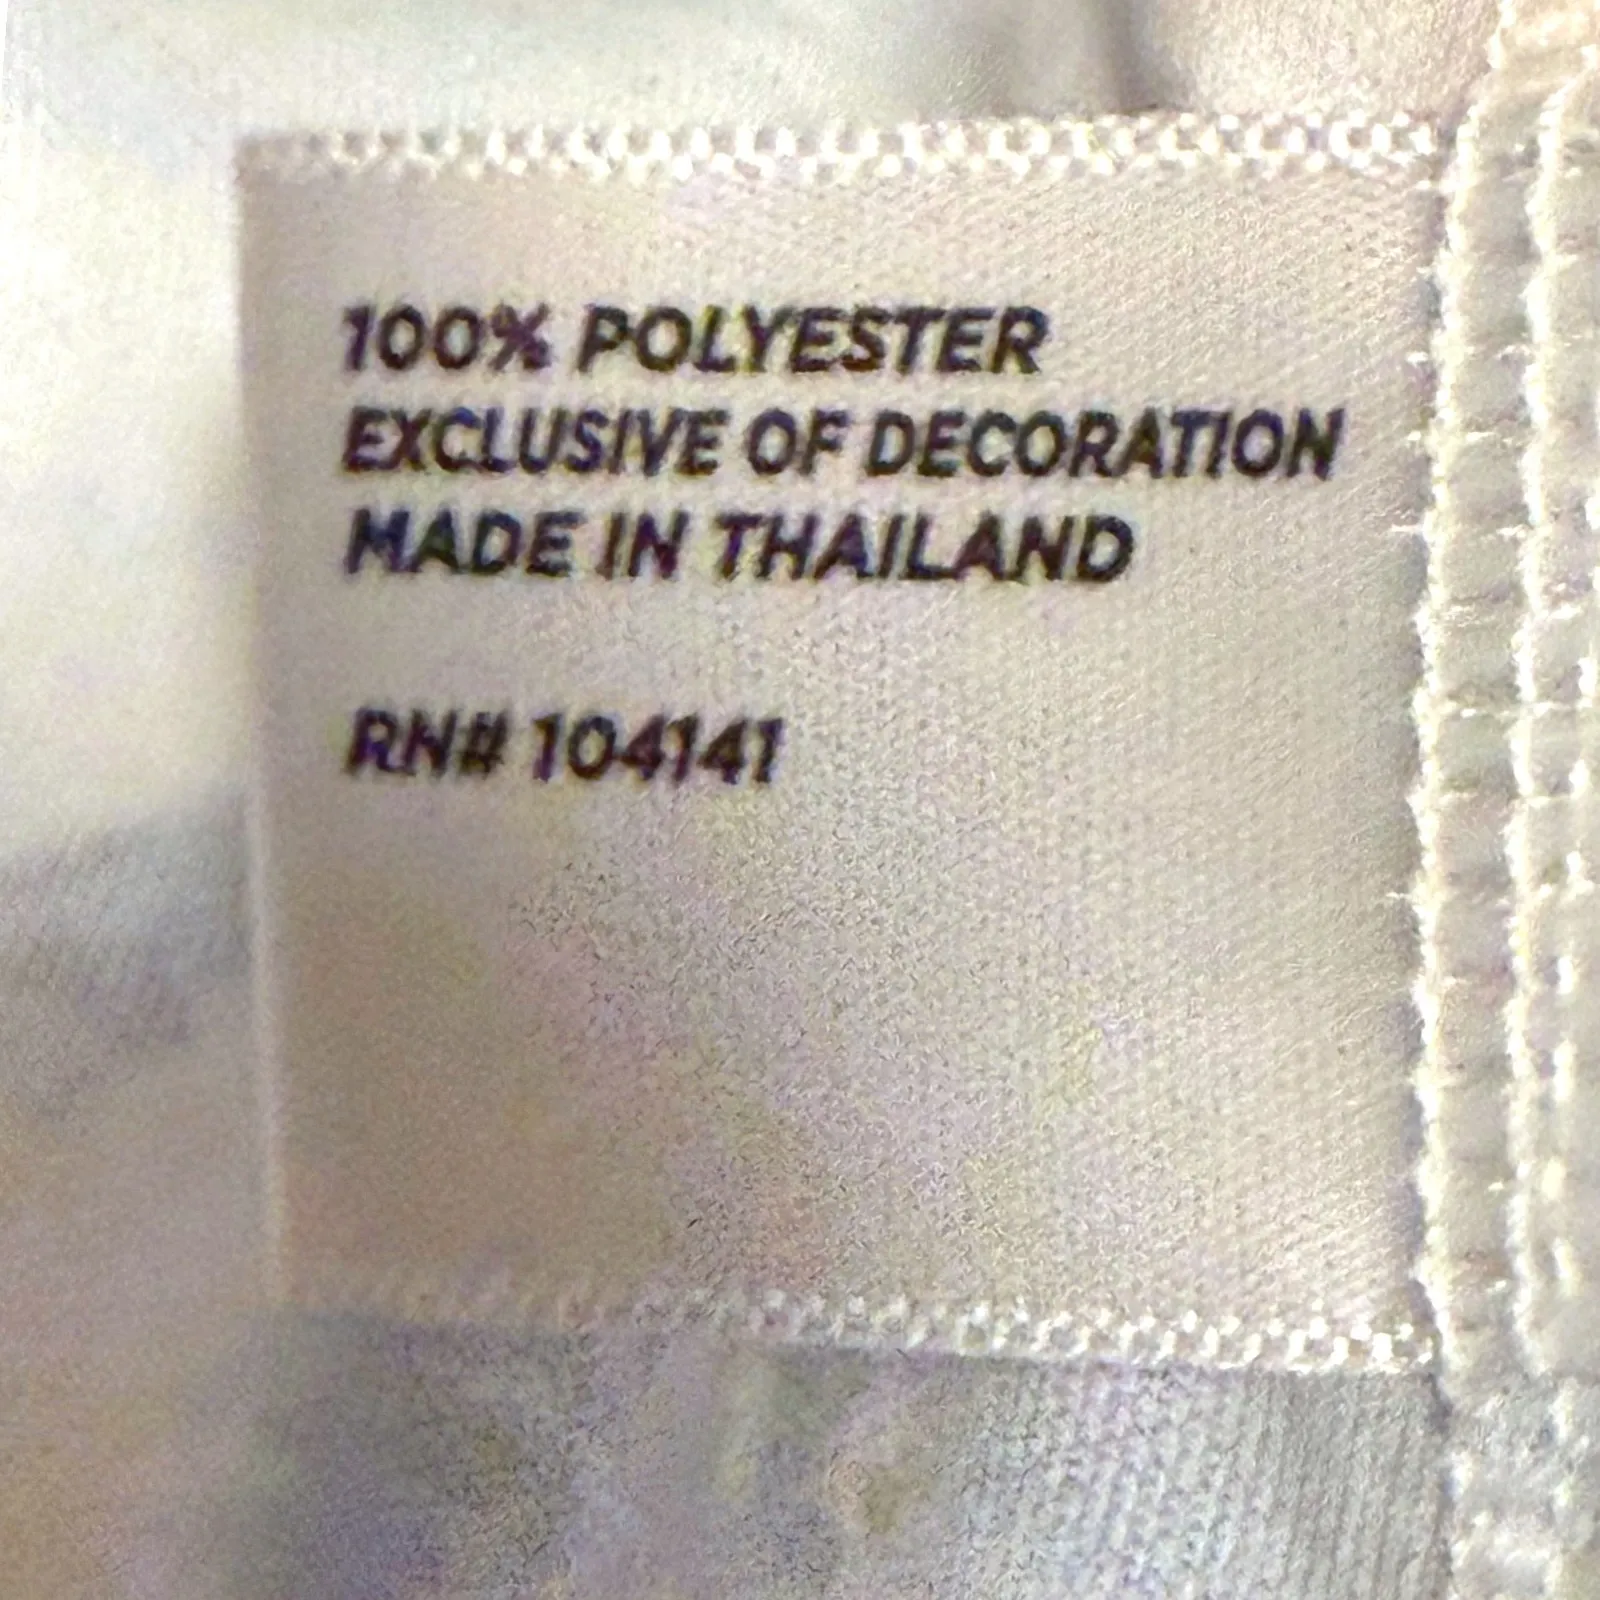 100% POLYESTER
EXCLUSIVE OF DECORATION
MADE IN THAILAND
RN# 104141